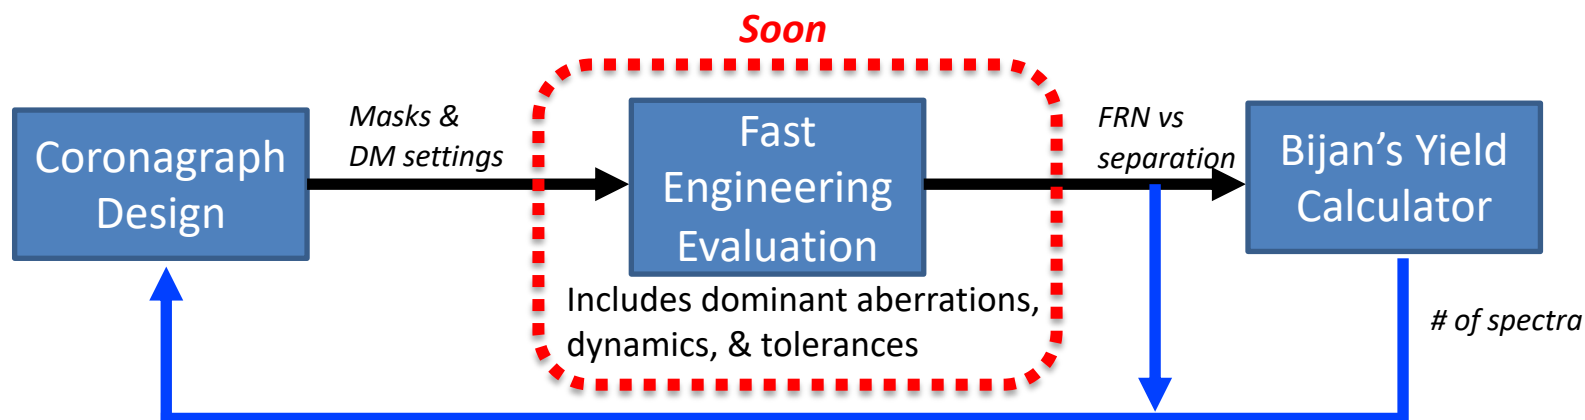 Soon
Masks &
DM settings
Coronagraph
Design
Fast
Engineering
Evaluation
Includes dominant aberrations,
dynamics, & tolerances
FRN vs
separation
Bijan’s Yield
Calculator
# of spectra